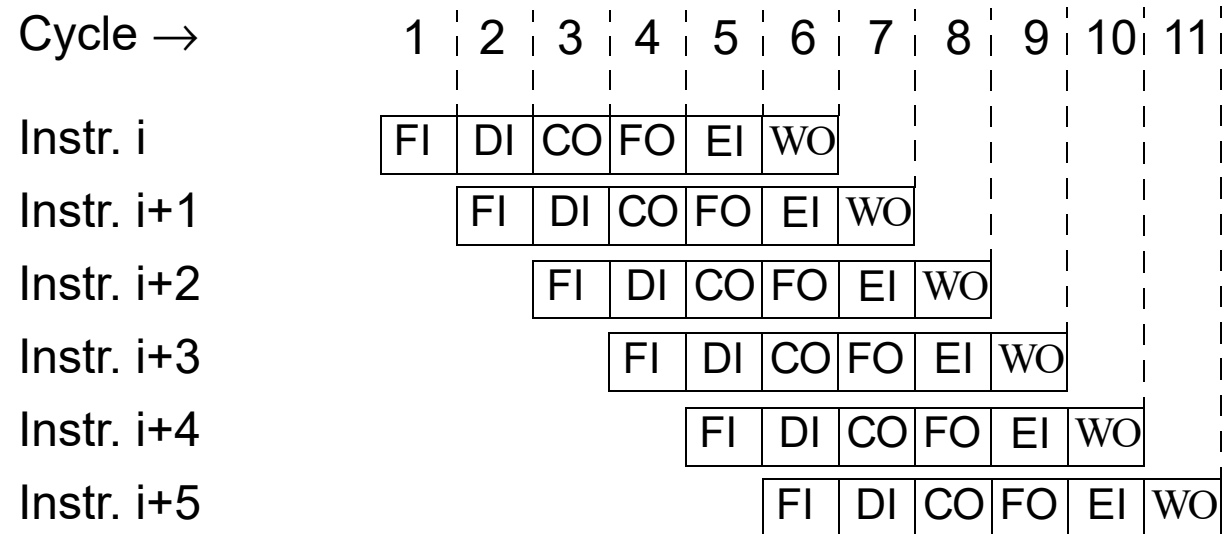 Cycle → 1 2 3 4 5 6 7 8 9 10 11
Instr. i FI DI CO FO EI WO
Instr. i+1 FI DI CO FO EI WO
Instr. i+2 FI DI CO FO EI WO
Instr. i+3 FI DI CO FO EI WO
Instr. i+4 FI DI CO FO EI WO
Instr. i+5 FI DI CO FO EI WO